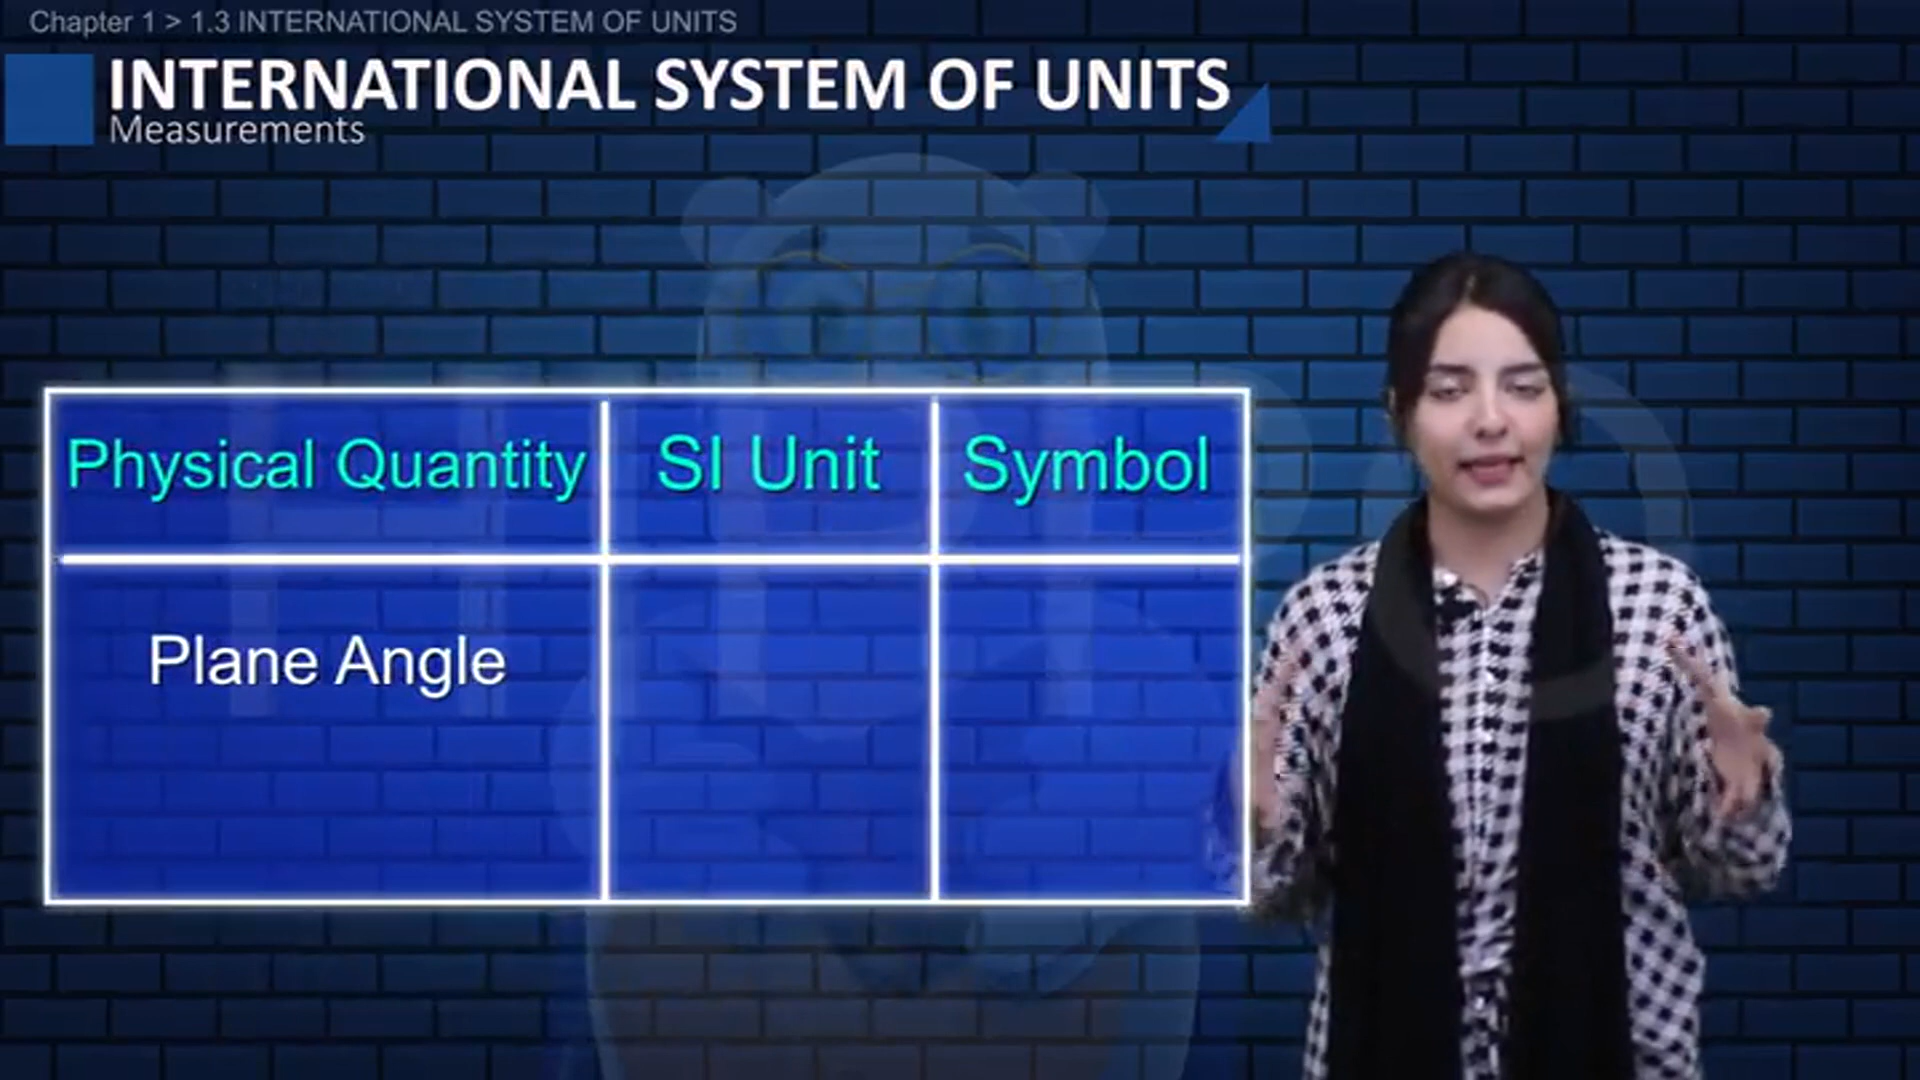 Chapter 1 > 1.3 INTERNATIONAL SYSTEM OF UNITS
INTERNATIONAL SYSTEM OF UNITS
Measurements
Physical Quantity SI Unit Symbol
Plane Angle